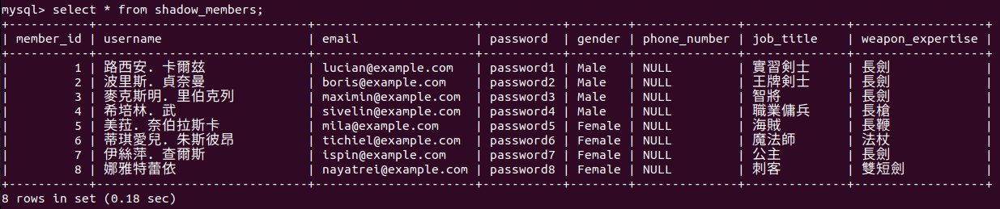 mysql> select * from shadow_members;
+-----------+--------------------------+--------------------+-----------+--------+--------------+--------------+------------------+
| member_id | username | email | password | gender | phone_number | job_title | weapon_expertise |
+-----------+--------------------------+--------------------+-----------+--------+--------------+--------------+------------------+
| 1 | 路西安．卡爾玆 | lucian@example.com | password1 | Male | NULL | 實習劍士 | 長劍 |
| 2 | 波里斯．貞奈曼 | boris@example.com | password2 | Male | NULL | 王牌劍士 | 長劍 |
| 3 | 麥克斯明．里伯克列 | maximin@example.com | password3 | Male | NULL | 智將 | 長劍 |
| 4 | 希培林．武 | sivelin@example.com | password4 | Male | NULL | 職業傭兵 | 長槍 |
| 5 | 美菈．奈伯拉斯卡 | mila@example.com | password5 | Female | NULL | 海賊 | 長鞭 |
| 6 | 蒂琪愛兒．朱斯彼昂 | tichiel@example.com | password6 | Female | NULL | 魔法師 | 法杖 |
| 7 | 伊絲萍．查爾斯 | ispin@example.com | password7 | Female | NULL | 公主 | 長劍 |
| 8 | 娜雅特蕾依 | nayatrei@example.com | password8 | Female | NULL | 刺客 | 雙短劍 |
+-----------+--------------------------+--------------------+-----------+--------+--------------+--------------+------------------+
8 rows in set (0.18 sec)